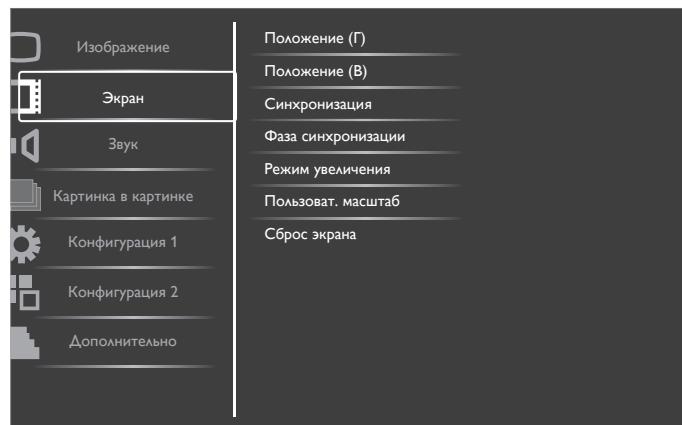 Изображение
Экран
Звук
Картинка в картинке
Конфигурация 1
Конфигурация 2
Дополнительно
Положение (Г)
Положение (В)
Синхронизация
Фаза синхронизации
Режим увеличения
Пользоват. масштаб
Сброс экрана